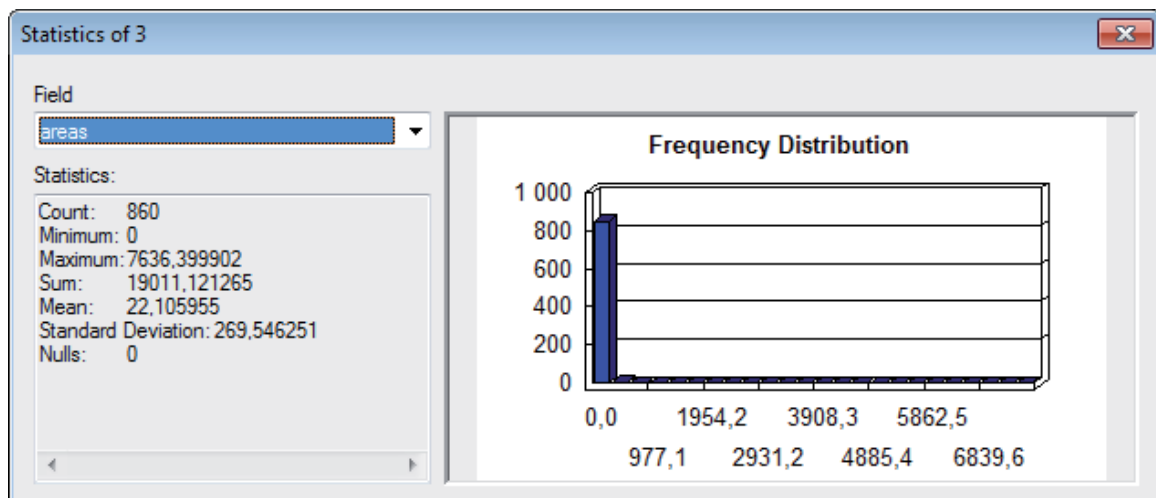 Statistics of 3
Field
areas
Statistics:
Count: 860
Minimum: 0
Maximum: 7636,399902
Sum: 19011,121265
Mean: 22,105955
Standard Deviation: 269,546251
Nulls: 0
Frequency Distribution
1 000
800
600
400
200
0
0,0 1954,2 3908,3 5862,5
977,1 2931,2 4885,4 6839,6